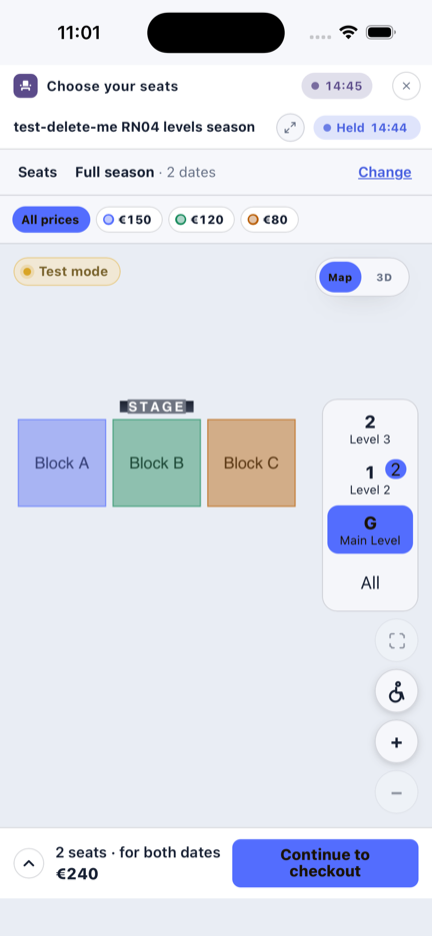 11:01
Choose your seats
14:45
test-delete-me RN04 levels season
Held 14:44
Seats Full season · 2 dates
Change
All prices €150 €120 €80
Test mode
Map 3D
STAGE
Block A Block B Block C
2
Level 3
1 2
Level 2
G
Main Level
All
+
−
2 seats · for both dates
€240
Continue to
checkout